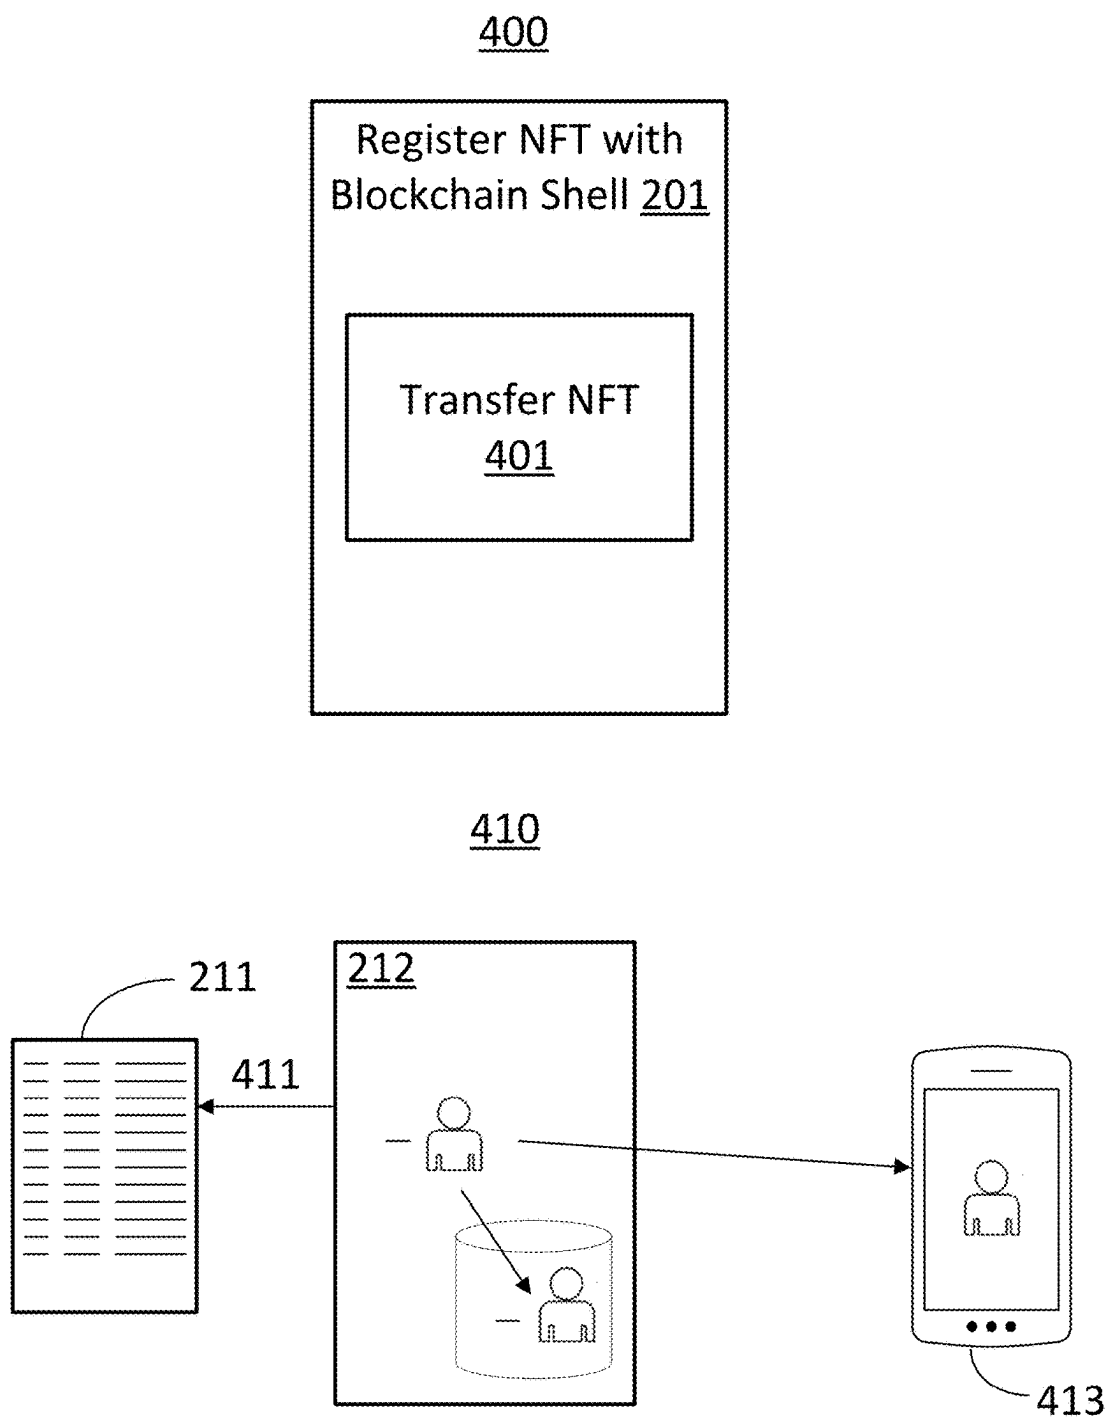 400
Register NFT with
Blockchain Shell 201
Transfer NFT
401
410
212
211
411
413